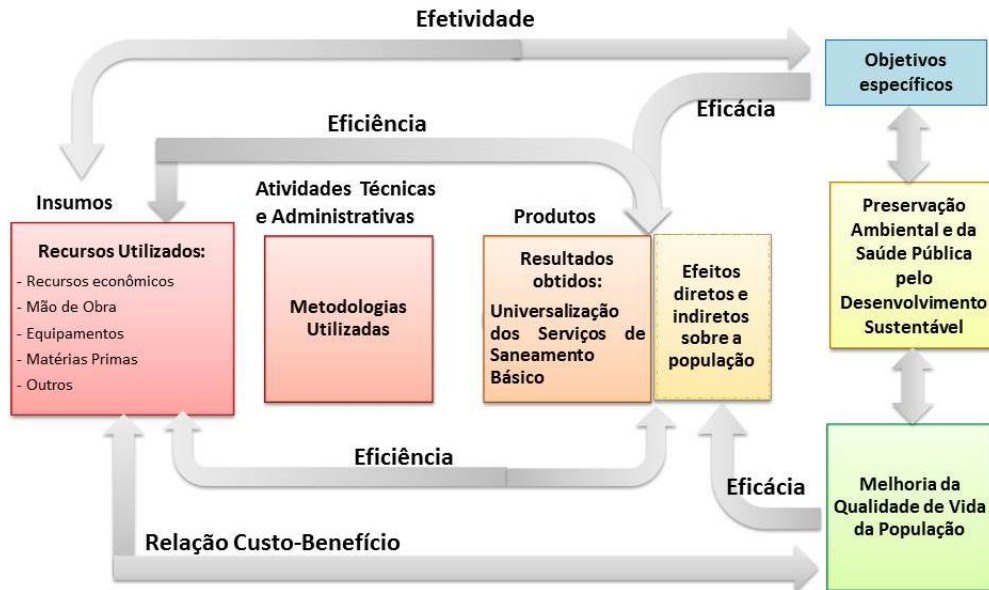 Efetividade
Objetivos
específicos
Eficácia
Eficiência
Insumos
Atividades Técnicas
e Administrativas
Produtos
Recursos Utilizados:
- Recursos econômicos
- Mão de Obra
- Equipamentos
- Matérias Primas
- Outros
Metodologias
Utilizadas
Resultados
obtidos:
Universalização
dos Serviços de
Saneamento
Básico
Efeitos
diretos e
indiretos
sobre a
população
Preservação
Ambiental e da
Saúde Pública
pelo
Desenvolvimento
Sustentável
Eficiência
Eficácia
Melhoria da
Qualidade de Vida
da População
Relação Custo-Benefício